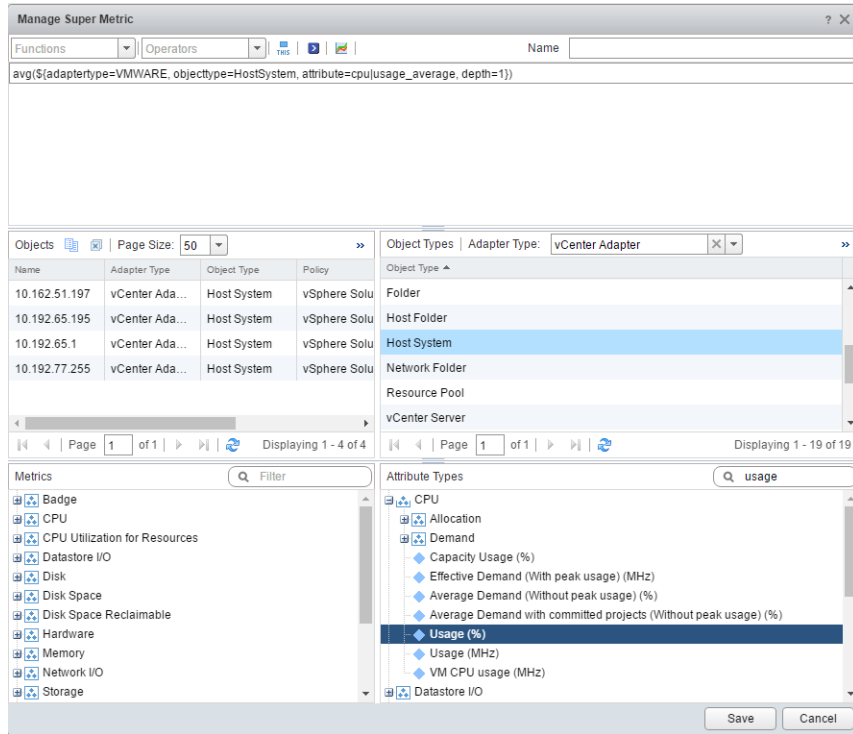 Manage Super Metric ? X
Functions Operators THIS Name
avg(${adaptertype=VMWARE, objecttype=HostSystem, attribute=cpu|usage_average, depth=1})
Objects Page Size: 50 »
Name Adapter Type Object Type Policy
10.162.51.197 vCenter Ada... Host System vSphere Solu
10.192.65.195 vCenter Ada... Host System vSphere Solu
10.192.65.1 vCenter Ada... Host System vSphere Solu
10.192.77.255 vCenter Ada... Host System vSphere Solu
Page 1 of 1 Displaying 1 - 4 of 4
Object Types Adapter Type: vCenter Adapter »
Object Type
Folder
Host Folder
Host System
Network Folder
Resource Pool
vCenter Server
Page 1 of 1 Displaying 1 - 19 of 19
Metrics Filter
Badge
CPU
CPU Utilization for Resources
Datastore I/O
Disk
Disk Space
Disk Space Reclaimable
Hardware
Memory
Network I/O
Storage
Attribute Types usage
CPU
Allocation
Demand
Capacity Usage (%)
Effective Demand (With peak usage) (MHz)
Average Demand (Without peak usage) (%)
Average Demand with committed projects (Without peak usage) (%)
Usage (%)
Usage (MHz)
VM CPU usage (MHz)
Datastore I/O
Save Cancel